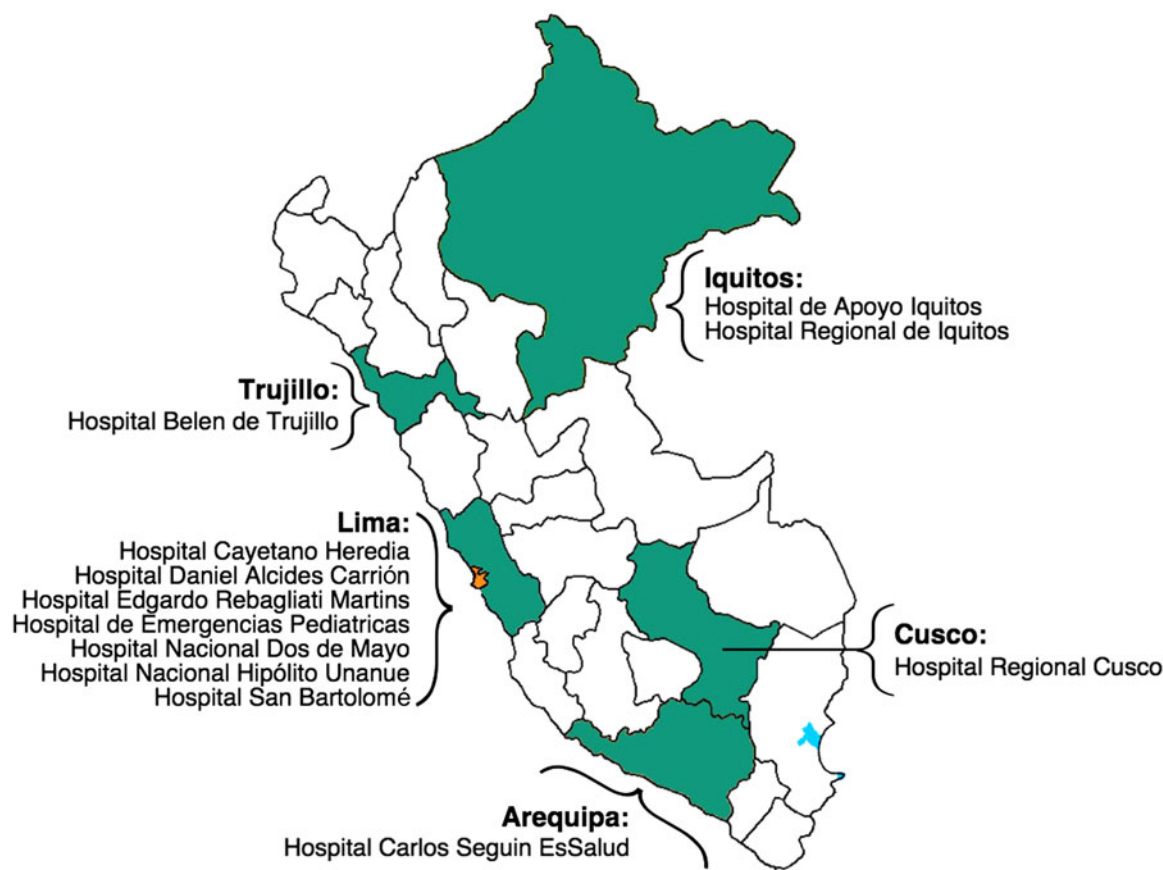 Iquitos:
Hospital de Apoyo Iquitos
Hospital Regional de Iquitos
Trujillo:
Hospital Belen de Trujillo
Lima:
Hospital Cayetano Heredia
Hospital Daniel Alcides Carrión
Hospital Edgardo Rebagliati Martins
Hospital de Emergencias Pediatricas
Hospital Nacional Dos de Mayo
Hospital Nacional Hipólito Unanue
Hospital San Bartolomé
Cusco:
Hospital Regional Cusco
Arequipa:
Hospital Carlos Seguin EsSalud